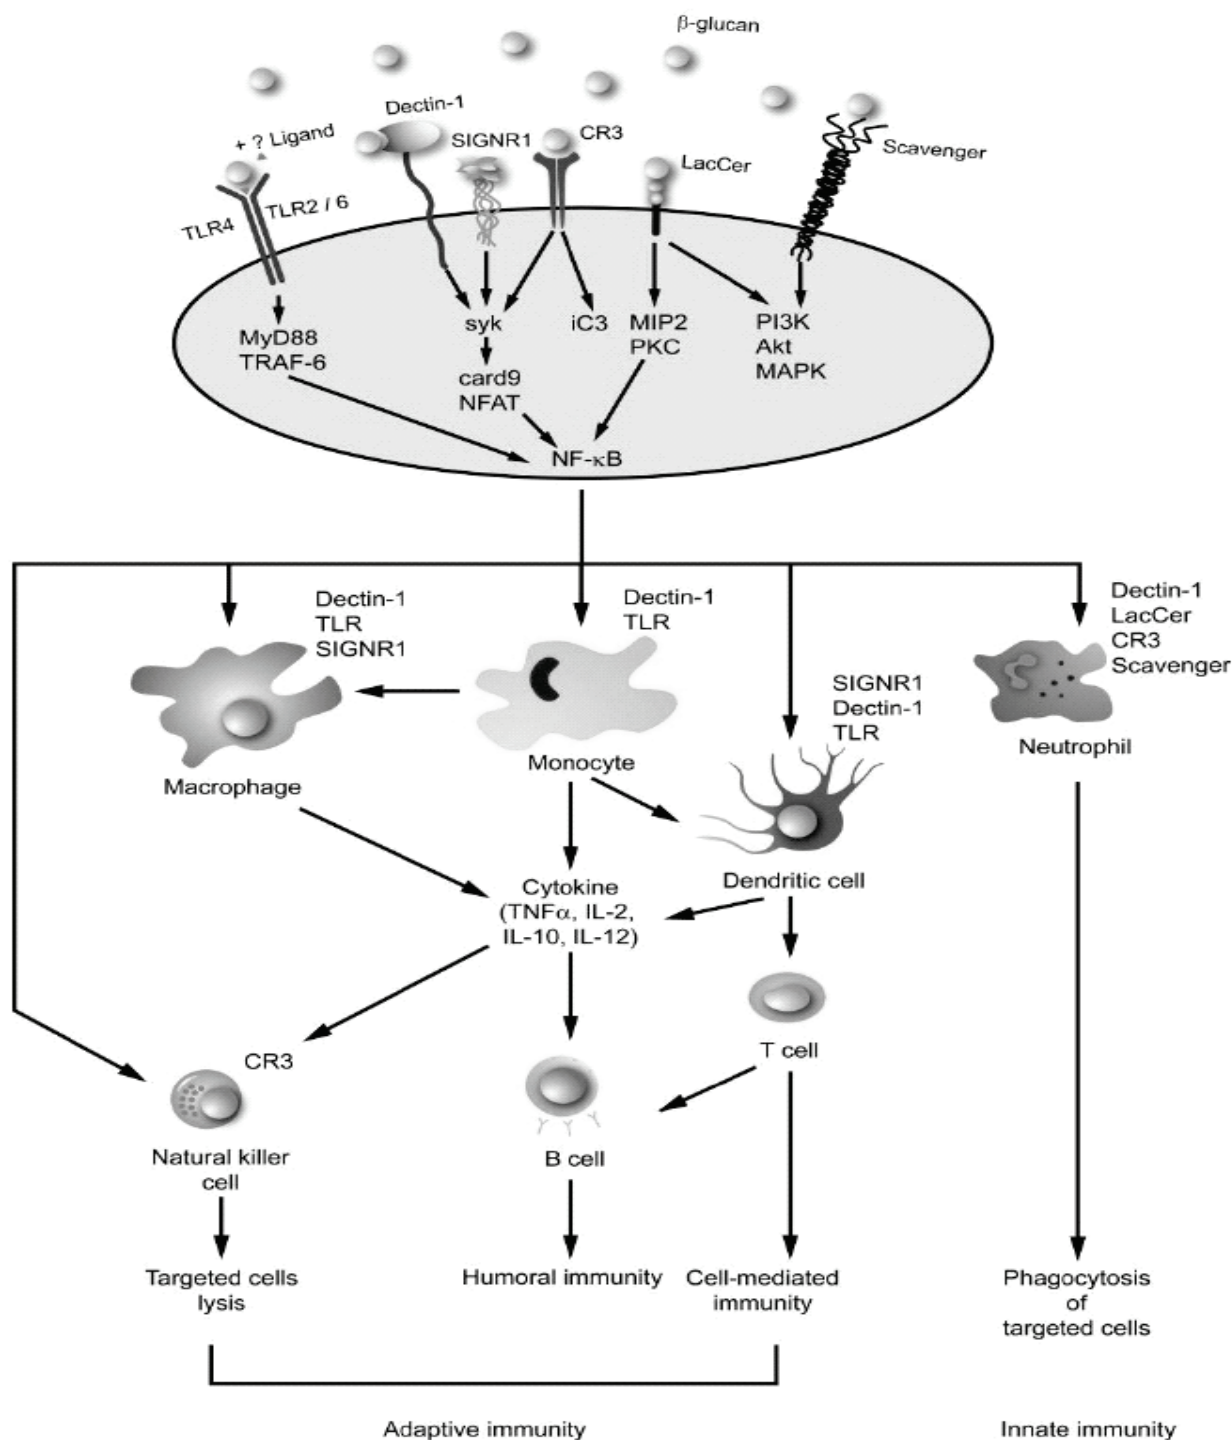 β-glucan
Dectin-1
+ ? Ligand
SIGNR1
CR3
LacCer
Scavenger
TLR4
TLR2 / 6
syk
iC3
MIP2
PKC
PI3K
Akt
MAPK
MyD88
TRAF-6
card9
NFAT
NF-κB
Dectin-1
TLR
SIGNR1
Dectin-1
TLR
Dectin-1
LacCer
CR3
Scavenger
SIGNR1
Dectin-1
TLR
Macrophage
Monocyte
Neutrophil
Dendritic cell
Cytokine
(TNFα, IL-2,
IL-10, IL-12)
CR3
T cell
Natural killer
cell
B cell
Targeted cells
lysis
Humoral immunity
Cell-mediated
immunity
Phagocytosis
of
targeted cells
Adaptive immunity
Innate immunity